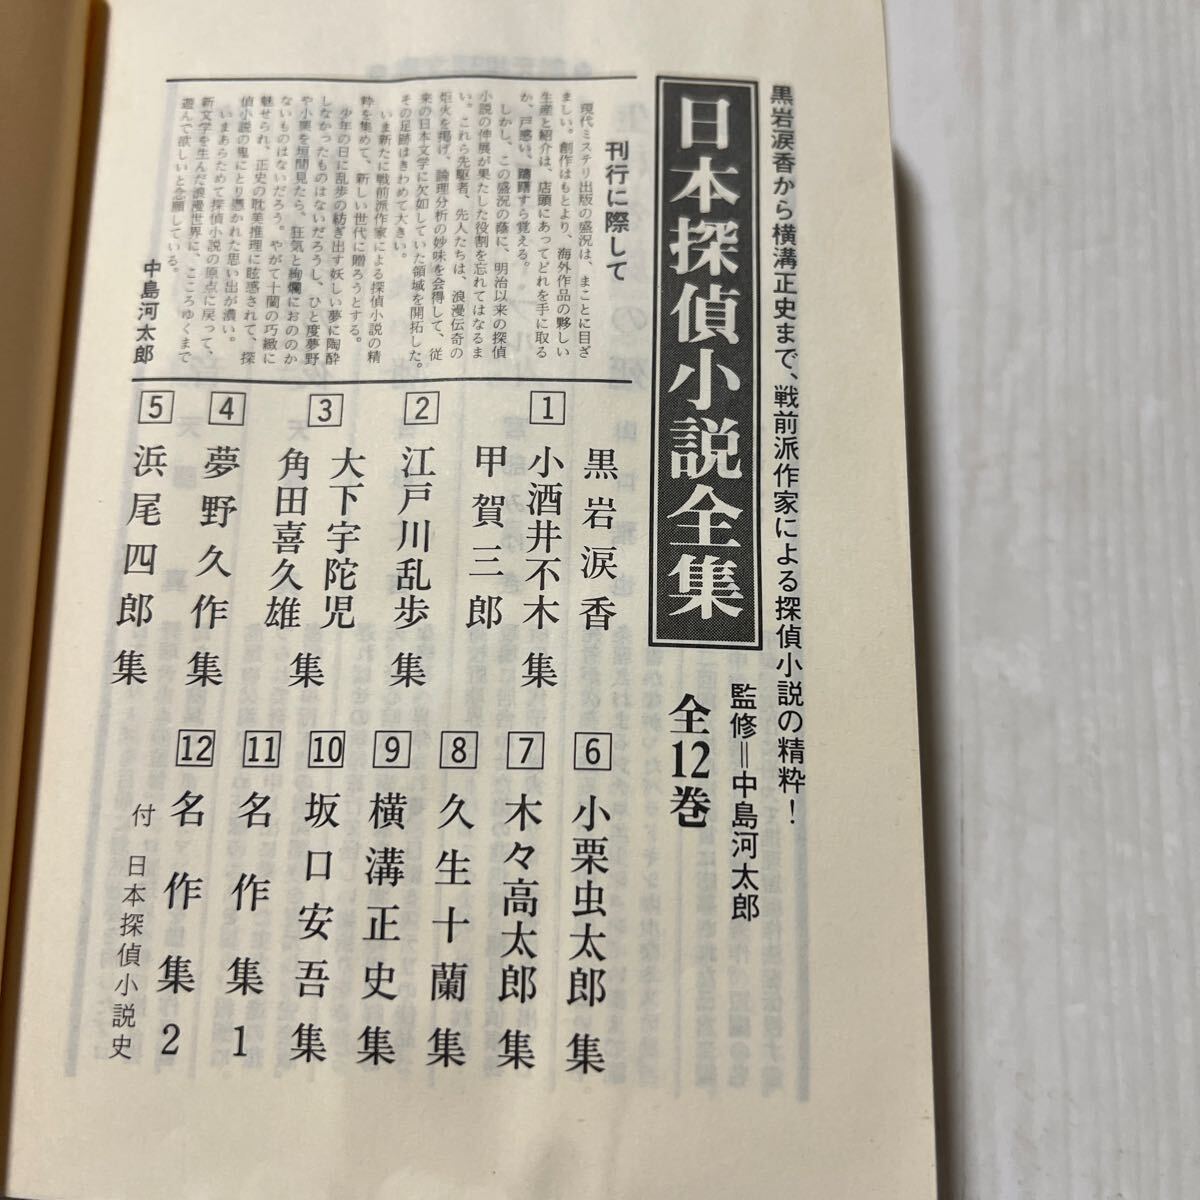 黒岩涙香から横溝正史まで、戦前派作家による探偵小説の精粋！
日本探偵小説全集
監修＝中島河太郎
全12巻
刊行に際して
現代ミステリ出版の盛況は、まことに目ざ
ましい。創作はもとより、海外作品の夥しい
生産と紹介は、店頭にあってどれを手に取る
か、戸惑い、躊躇すら覚える。
しかし、この盛況の蔭に、明治以来の探偵
小説の伸展が果たした役割を忘れてはなるま
い。これら先駆者、先人たちは、浪漫伝奇の
炬火を掲げ、論理分析の妙味を会得して、従
来の日本文学に欠如していた領域を開拓した。
その足跡はきわめて大きい。
いま新たに戦前派作家による探偵小説の精
粋を集めて、新しい世代に贈ろうとする。
少年の日に乱歩の紡ぎ出す妖しい夢に陶酔
しなかったものはないだろうし、ひと度夢野
や小栗を垣間見たら、狂気と絢爛におののか
ないものはないだろう。やがて十蘭の巧緻に
魅せられ、正史の耽美推理に眩惑されて、探
偵小説の鬼にとり憑かれた思い出が濃い。
いまあらためて探偵小説の原点に戻って、
新文学を生んだ浪漫世界に、こころゆくまで
遊んで欲しいと念願している。
中島河太郎
黒岩涙香
1 小酒井不木 集
甲賀三郎
2 江戸川乱歩 集
3 大下宇陀児 集
角田喜久雄
4 夢野久作 集
5 浜尾四郎 集
6 小栗虫太郎 集
7 木々高太郎 集
8 久生十蘭 集
9 横溝正史 集
10 坂口安吾 集
11 名作集1
12 名作集2
付 日本探偵小説史